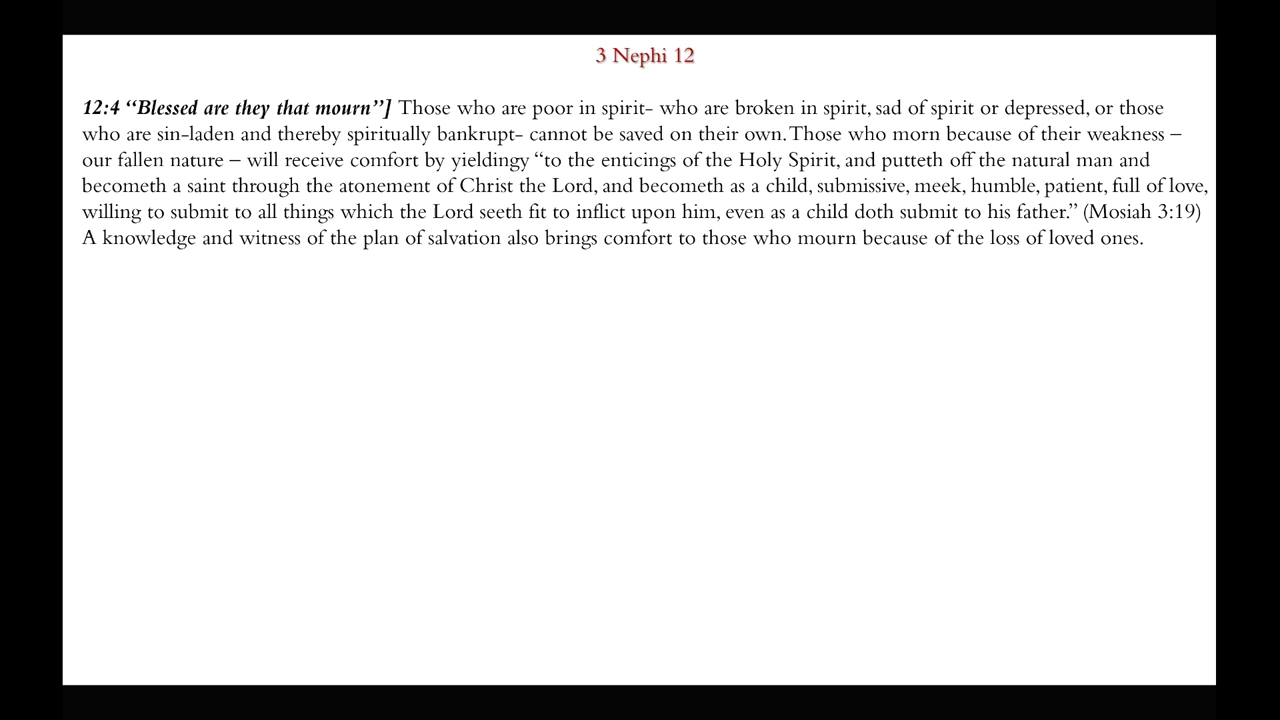 3 Nephi 12
12:4 “Blessed are they that mourn”] Those who are poor in spirit- who are broken in spirit, sad of spirit or depressed, or those
who are sin-laden and thereby spiritually bankrupt- cannot be saved on their own. Those who morn because of their weakness –
our fallen nature – will receive comfort by yieldingy “to the enticings of the Holy Spirit, and putteth off the natural man and
becometh a saint through the atonement of Christ the Lord, and becometh as a child, submissive, meek, humble, patient, full of love,
willing to submit to all things which the Lord seeth fit to inflict upon him, even as a child doth submit to his father.” (Mosiah 3:19)
A knowledge and witness of the plan of salvation also brings comfort to those who mourn because of the loss of loved ones.